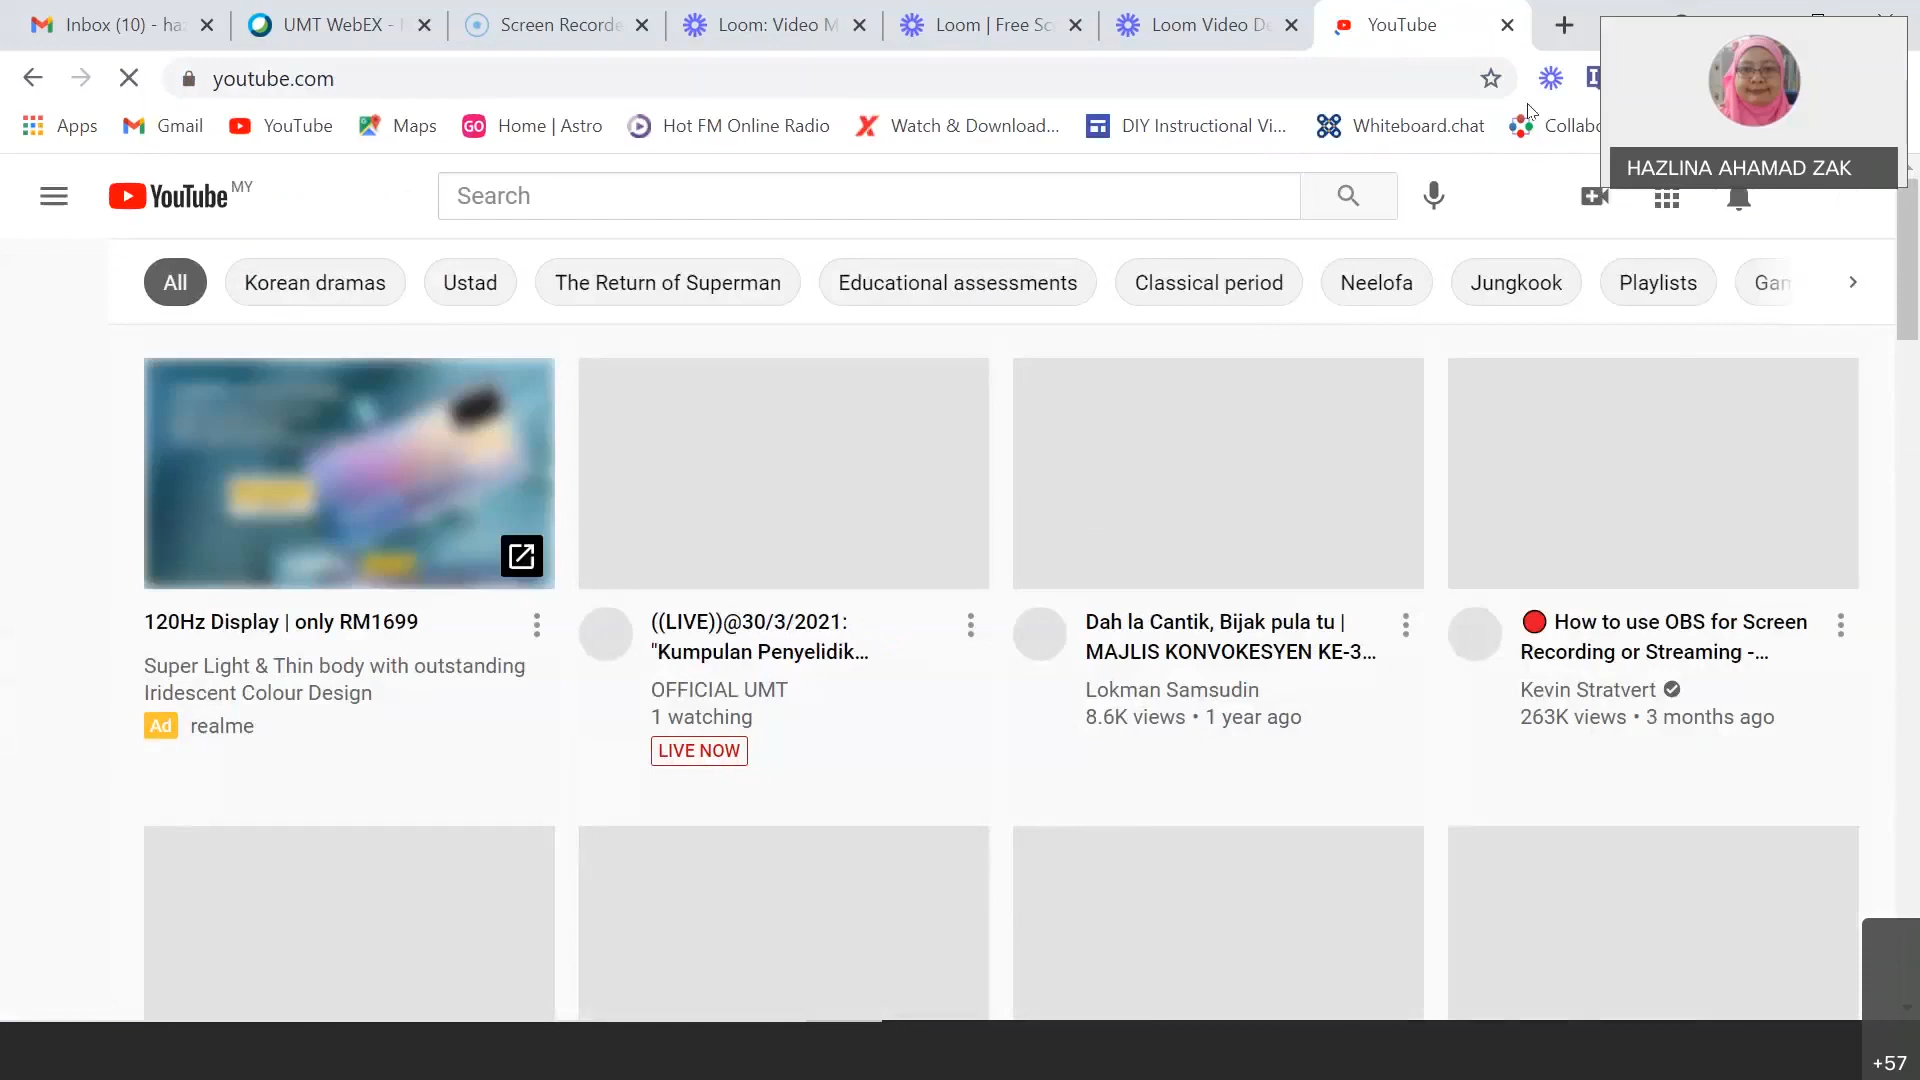 Inbox (10) - ha
UMT WebEX -
Screen Recorde
Loom: Video M
Loom | Free Sc
Loom Video De
YouTube
youtube.com
Apps
Gmail
YouTube
Maps
GO
Home | Astro
Hot FM Online Radio
Watch & Download...
DIY Instructional Vi...
Whiteboard.chat
Collabo
HAZLINA AHAMAD ZAK
YouTube MY
Search
All
Korean dramas
Ustad
The Return of Superman
Educational assessments
Classical period
Neelofa
Jungkook
Playlists
Gam
120Hz Display | only RM1699
Super Light & Thin body with outstanding
Iridescent Colour Design
Ad realme
((LIVE))@30/3/2021:
"Kumpulan Penyelidik...
OFFICIAL UMT
1 watching
LIVE NOW
Dah la Cantik, Bijak pula tu |
MAJLIS KONVOKESYEN KE-3...
Lokman Samsudin
8.6K views • 1 year ago
How to use OBS for Screen
Recording or Streaming -...
Kevin Stratvert
263K views • 3 months ago
+57